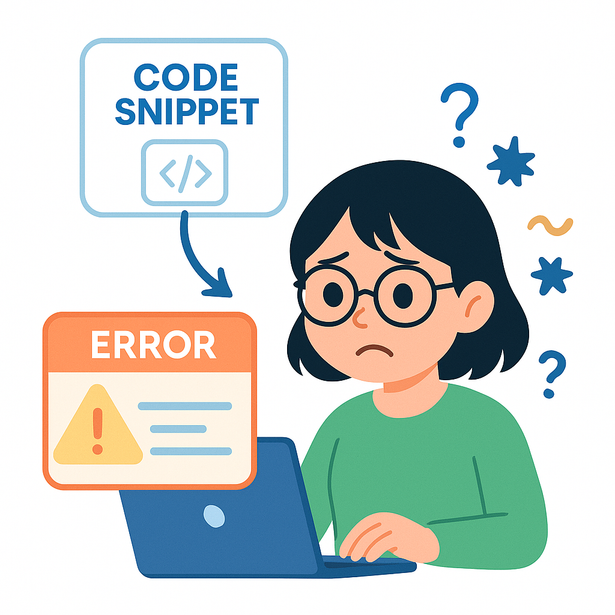 CODE
SNIPPET
</>
ERROR
!
?
?